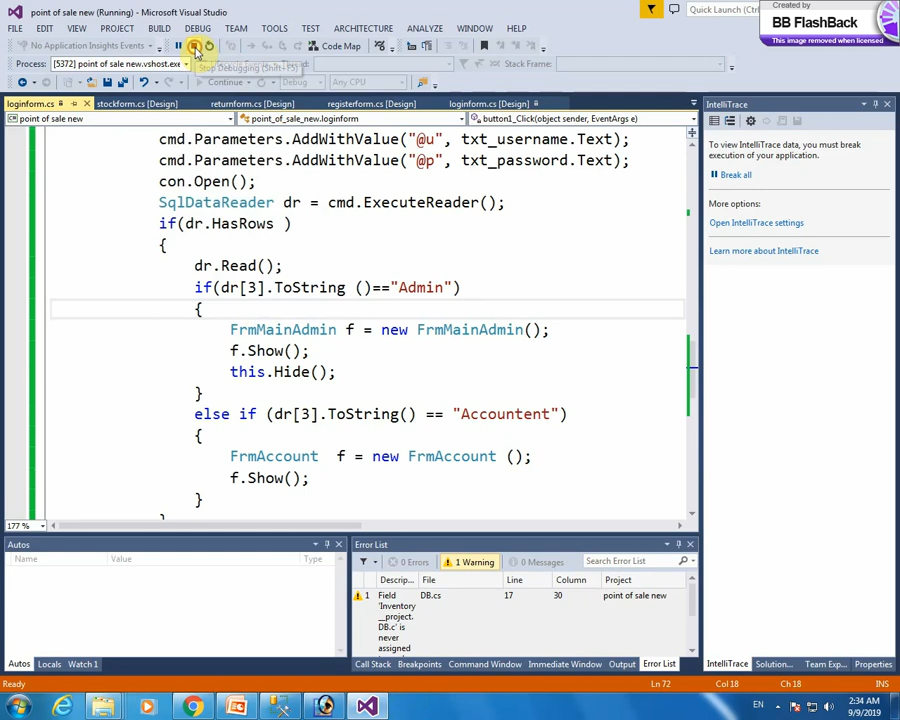 point of sale new (Running) - Microsoft Visual Studio
Quick Launch (
Created with
BB FlashBack
This image removed when licensed
FILE EDIT VIEW PROJECT BUILD DEBUG TEAM TOOLS TEST ARCHITECTURE ANALYZE WINDOW HELP
No Application Insights Events Code Map
Process: [5372] point of sale new.vshost.exe Stop Debugging (Shift+F5) Thread: Stack Frame:
Continue Debug Any CPU
loginform.cs stockform.cs [Design] returnform.cs [Design] registerform.cs [Design] loginform.cs [Design]
point of sale new point_of_sale_new.loginform button1_Click(object sender, EventArgs e)
cmd.Parameters.AddWithValue("@u", txt_username.Text);
cmd.Parameters.AddWithValue("@p", txt_password.Text);
con.Open();
SqlDataReader dr = cmd.ExecuteReader();
if(dr.HasRows )
{
dr.Read();
if(dr[3].ToString ()=="Admin")
{
FrmMainAdmin f = new FrmMainAdmin();
f.Show();
this.Hide();
}
else if (dr[3].ToString() == "Accountent")
{
FrmAccount f = new FrmAccount ();
f.Show();
}
177 %
IntelliTrace
To view IntelliTrace data, you must break
execution of your application.
Break all
More options:
Open IntelliTrace settings
Learn more about IntelliTrace
Autos
Name Value Type
Autos Locals Watch 1
Error List
0 Errors 1 Warning 0 Messages Search Error List
Descrip... File Line Column Project
1 Field DB.cs 17 30 point of sale new
'Inventory
__project.
DB.c' is
never
assigned
Call Stack Breakpoints Command Window Immediate Window Output Error List
IntelliTrace Solution... Team Exp... Properties
Ready Ln 72 Col 18 Ch 18 INS
EN 2:34 AM
9/9/2019